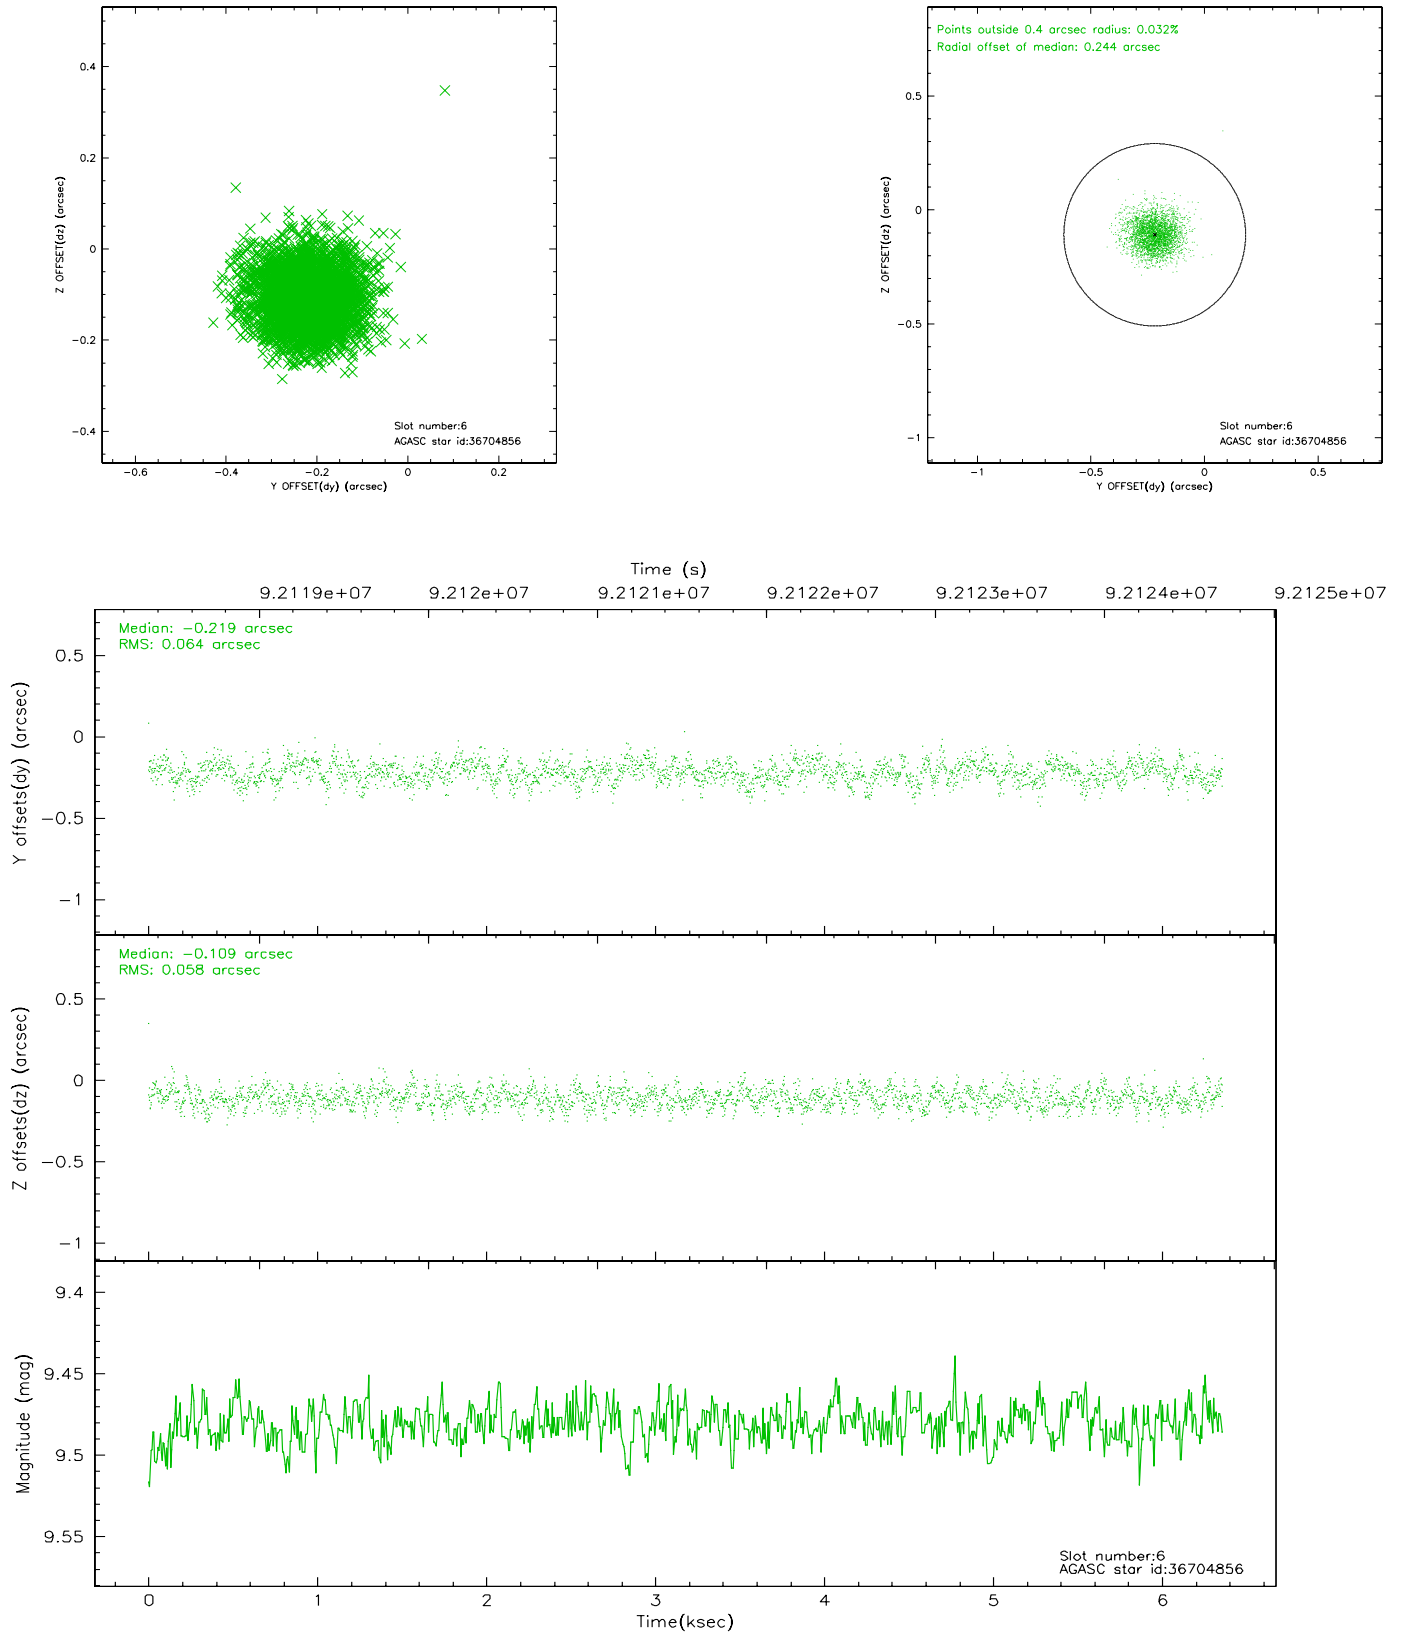 0.4
0.2
0
−0.2
−0.4
Z OFFSET(dz) (arcsec)
Slot number:6
AGASC star id:36704856
−0.6 −0.4 −0.2 0 0.2
Y OFFSET(dy) (arcsec)
Points outside 0.4 arcsec radius: 0.032%
Radial offset of median: 0.244 arcsec
0.5
0
−0.5
−1
Z OFFSET(dz) (arcsec)
Slot number:6
AGASC star id:36704856
−1 −0.5 0 0.5
Y OFFSET(dy) (arcsec)
Time (s)
9.2119e+07 9.212e+07 9.2121e+07 9.2122e+07 9.2123e+07 9.2124e+07 9.2125e+07
Median: −0.219 arcsec
RMS: 0.064 arcsec
0.5
0
−0.5
−1
Y offsets(dy) (arcsec)
Median: −0.109 arcsec
RMS: 0.058 arcsec
0.5
0
−0.5
−1
Z offsets(dz) (arcsec)
9.4
9.45
9.5
9.55
Magnitude (mag)
Slot number:6
AGASC star id:36704856
0 1 2 3 4 5 6
Time(ksec)